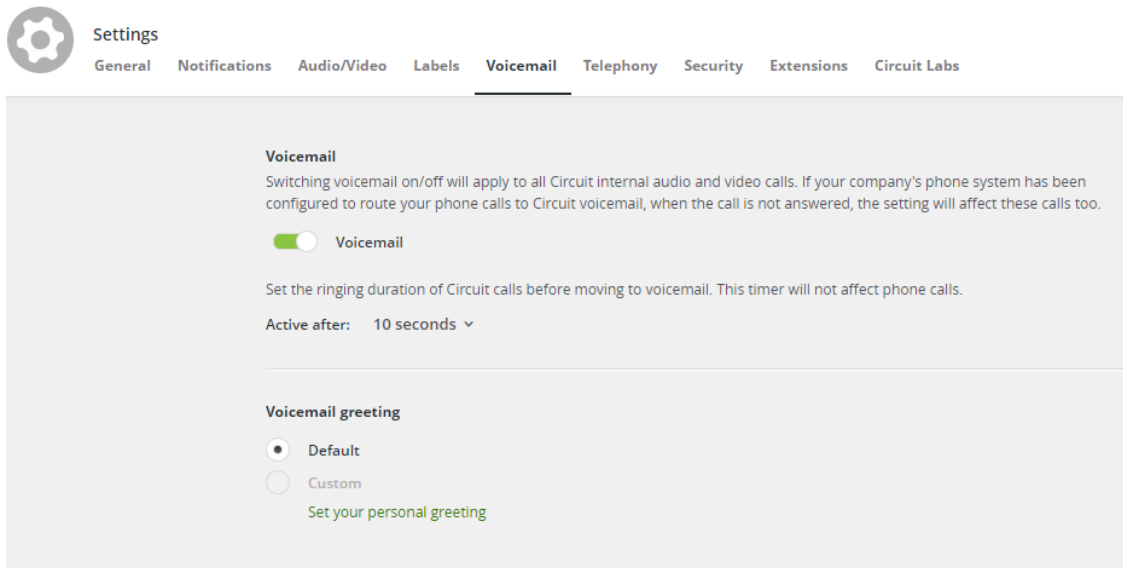 Settings
General Notifications Audio/Video Labels Voicemail Telephony Security Extensions Circuit Labs
Voicemail
Switching voicemail on/off will apply to all Circuit internal audio and video calls. If your company's phone system has been
configured to route your phone calls to Circuit voicemail, when the call is not answered, the setting will affect these calls too.
Voicemail
Set the ringing duration of Circuit calls before moving to voicemail. This timer will not affect phone calls.
Active after: 10 seconds
Voicemail greeting
Default
Custom
Set your personal greeting